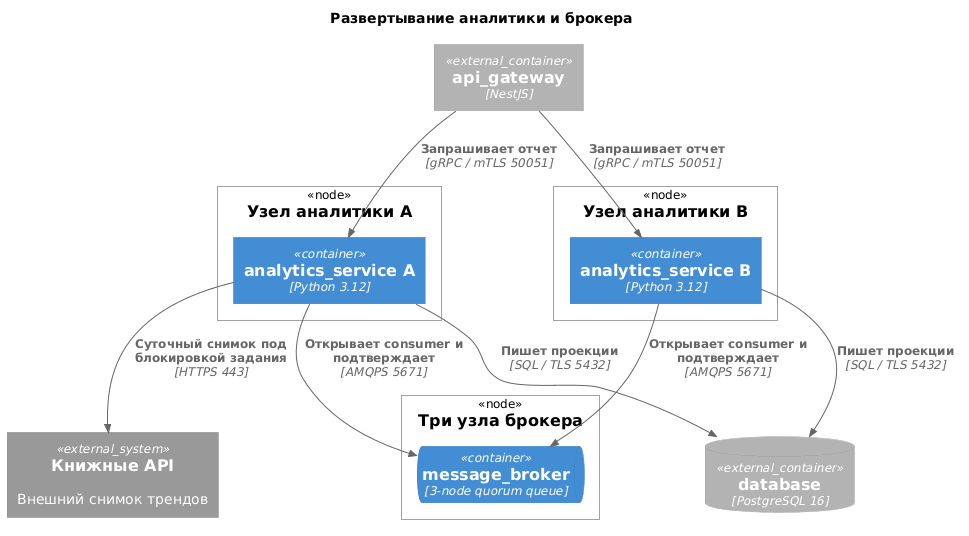 Развертывание аналитики и брокера
«external_container»
api_gateway
[NestJS]
Запрашивает отчет
[gRPC / mTLS 50051]
Запрашивает отчет
[gRPC / mTLS 50051]
«node»
Узел аналитики A
«container»
analytics_service A
[Python 3.12]
«node»
Узел аналитики B
«container»
analytics_service B
[Python 3.12]
Суточный снимок под
блокировкой задания
[HTTPS 443]
Открывает consumer и
подтверждает
[AMQPS 5671]
Пишет проекции
[SQL / TLS 5432]
Открывает consumer и
подтверждает
[AMQPS 5671]
Пишет проекции
[SQL / TLS 5432]
«external_system»
Книжные API
Внешний снимок трендов
«node»
Три узла брокера
«container»
message_broker
[3-node quorum queue]
«external_container»
database
[PostgreSQL 16]